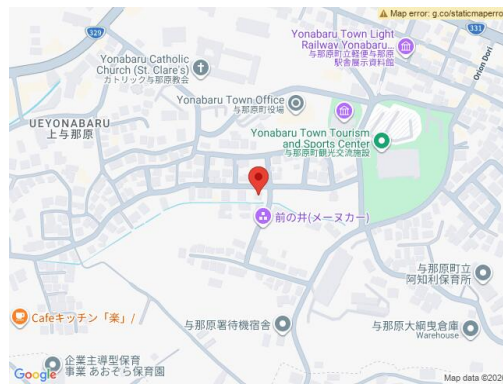 Map error: g.co/staticmaperro
329
331
Yonabaru Town Light
Railway Yonabaru...
与那原町立軽便与那原
駅舎展示資料館
Orion Dori
Yonabaru Catholic
Church (St. Clare's)
カトリック与那原教会
Yonabaru Town Office
与那原町役場
UEYONABARU
上与那原
Yonabaru Town Tourism
and Sports Center
与那原町観光交流施設
前の井(メーヌカー)
与那原町立
阿知利保育所
Cafeキッチン「楽」/
与那原署待機宿舎
与那原大綱曳倉庫
Warehouse
企業主導型保育
事業 あおぞら保育園
Google
Map data ©2025